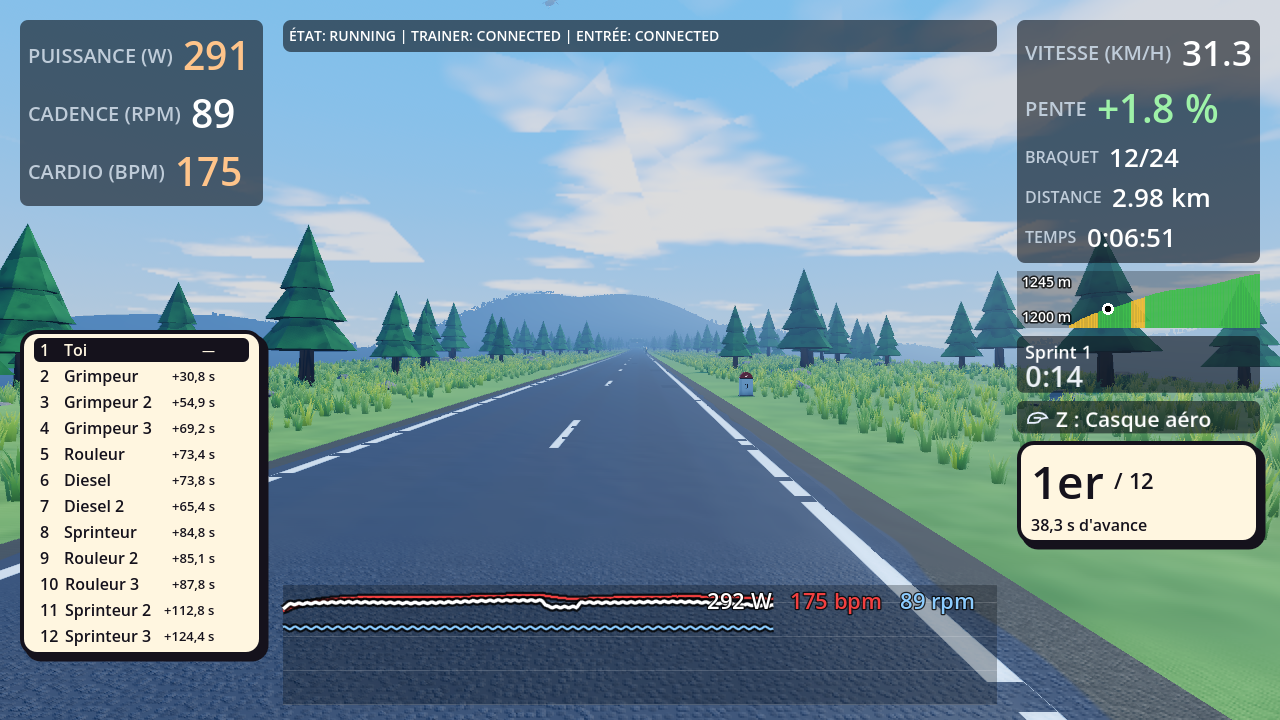 PUISSANCE (W) 291
CADENCE (RPM) 89
CARDIO (BPM) 175
ÉTAT: RUNNING | TRAINER: CONNECTED | ENTRÉE: CONNECTED
VITESSE (KM/H) 31.3
PENTE +1.8 %
BRAQUET 12/24
DISTANCE 2.98 km
TEMPS 0:06:51
1245 m
1200 m
Sprint 1
0:14
Z : Casque aéro
1er / 12
38,3 s d'avance
1 Toi —
2 Grimpeur +30,8 s
3 Grimpeur 2 +54,9 s
4 Grimpeur 3 +69,2 s
5 Rouleur +73,4 s
6 Diesel +73,8 s
7 Diesel 2 +65,4 s
8 Sprinteur +84,8 s
9 Rouleur 2 +85,1 s
10 Rouleur 3 +87,8 s
11 Sprinteur 2 +112,8 s
12 Sprinteur 3 +124,4 s
292 W 175 bpm 89 rpm